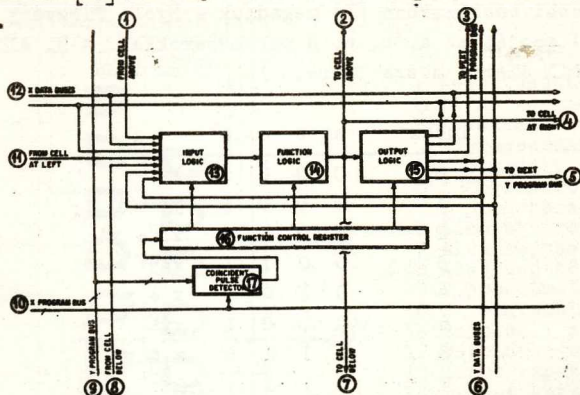 1
FROM CELL
ABOVE
2
TO CELL
ABOVE
3
TO NEXT
X PROGRAM BUS
12
X DATA BUSES
TO CELL
4
AT RIGHT
11
FROM CELL
AT LEFT
INPUT
LOGIC
13
FUNCTION
LOGIC
14
OUTPUT
LOGIC
15
TO NEXT
5
Y PROGRAM BUS
16
FUNCTION CONTROL REGISTER
COINCIDENT
PULSE
DETECTOR
17
10
X PROGRAM BUS
Y PROGRAM BUS
9
FROM CELL
BELOW
8
TO CELL
BELOW
7
Y DATA BUSES
6